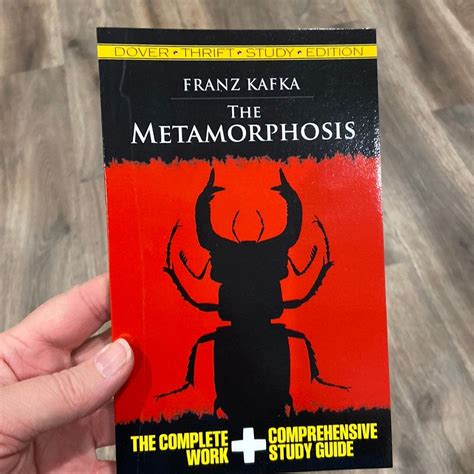 DOVER • THRIFT • STUDY • EDITION
FRANZ KAFKA
THE
METAMORPHOSIS
THE COMPLETE WORK + COMPREHENSIVE STUDY GUIDE